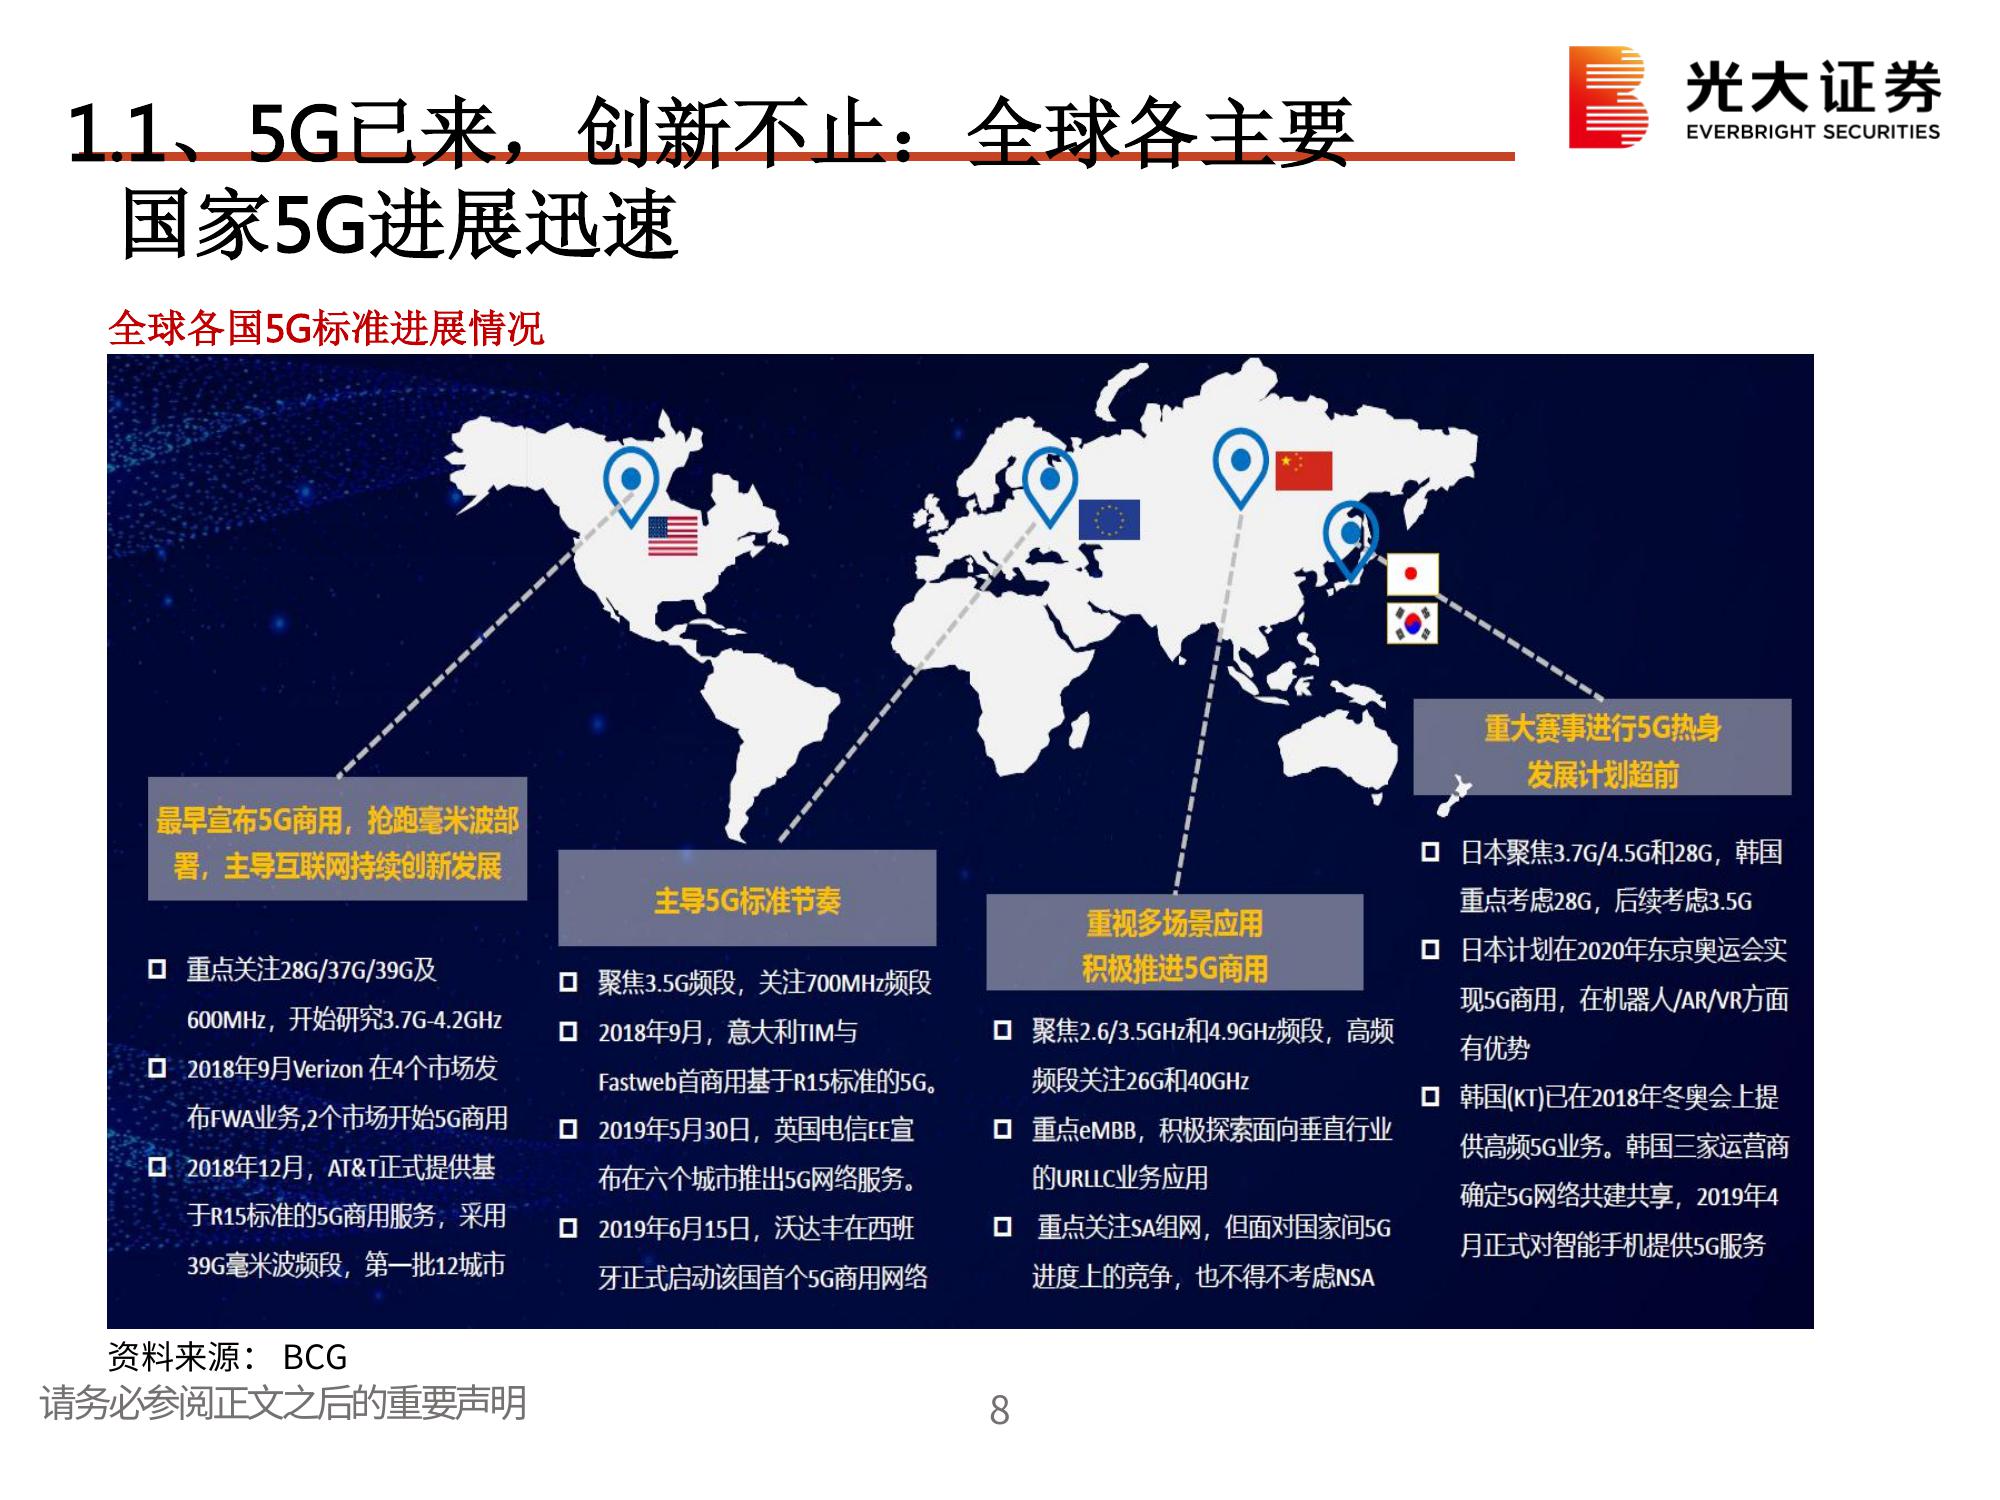 1.1、5G已来，创新不止：全球各主要
国家5G进展迅速
光大证券
EVERBRIGHT SECURITIES
全球各国5G标准进展情况
最早宣布5G商用，抢跑毫米波部
署，主导互联网持续创新发展
重点关注28G/37G/39G及
600MHz，开始研究3.7G-4.2GHz
2018年9月Verizon 在4个市场发
布FWA业务,2个市场开始5G商用
2018年12月，AT&T正式提供基
于R15标准的5G商用服务，采用
39G毫米波频段，第一批12城市
主导5G标准节奏
聚焦3.5G频段，关注700MHz频段
2018年9月，意大利TIM与
Fastweb首商用基于R15标准的5G。
2019年5月30日，英国电信EE宣
布在六个城市推出5G网络服务。
2019年6月15日，沃达丰在西班
牙正式启动该国首个5G商用网络
重视多场景应用
积极推进5G商用
聚焦2.6/3.5GHz和4.9GHz频段，高频
频段关注26G和40GHz
重点eMBB，积极探索面向垂直行业
的URLLC业务应用
重点关注SA组网，但面对国家间5G
进度上的竞争，也不得不考虑NSA
重大赛事进行5G热身
发展计划超前
日本聚焦3.7G/4.5G和28G，韩国
重点考虑28G，后续考虑3.5G
日本计划在2020年东京奥运会实
现5G商用，在机器人/AR/VR方面
有优势
韩国(KT)已在2018年冬奥会上提
供高频5G业务。韩国三家运营商
确定5G网络共建共享，2019年4
月正式对智能手机提供5G服务
资料来源： BCG
请务必参阅正文之后的重要声明
8